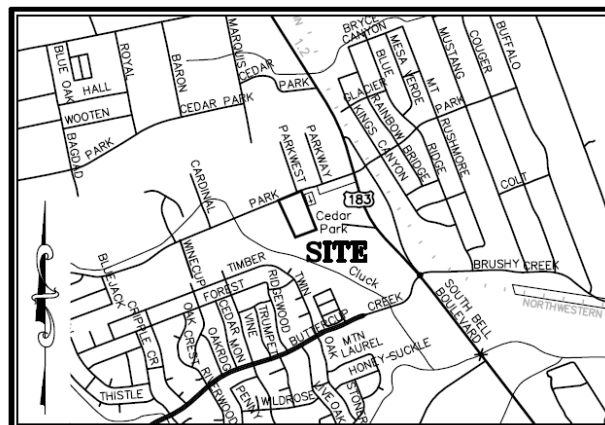 BRYCE
CANYON
BLUE OAK
HALL
ROYAL
BARON
MARQUIS
CEDAR
PARK
WOOTEN
CEDAR PARK
BAGDAD
PARK
GLACIER
BLUE
MESA VERDE
MT
PARK
MUSTANG
COUGER
BUFFALO
KINGS CANYON
RAINBOW
BRIDGE
RIDGE
RUSHMORE
COLT
CARDINAL
PARK
PARKWEST
PARKWAY
183
Cedar
Park
SITE
Cluck
BRUSHY CREEK
NORTHWESTERN
SOUTH BELL
BOULEVARD
BLUEJACK
CRIPPLE CR
WINECUP
TIMBER
FOREST
RIDGEWOOD
TWIN
OAK
OAK CREST
CEDAR MON
VINE
TRUMPET
BUTTERCUP
CREEK
MTN
LAUREL
HONEY-SUCKLE
THISTLE
RIVERWOOD
PENNY
WILDROSE
LIVE OAK
STONER